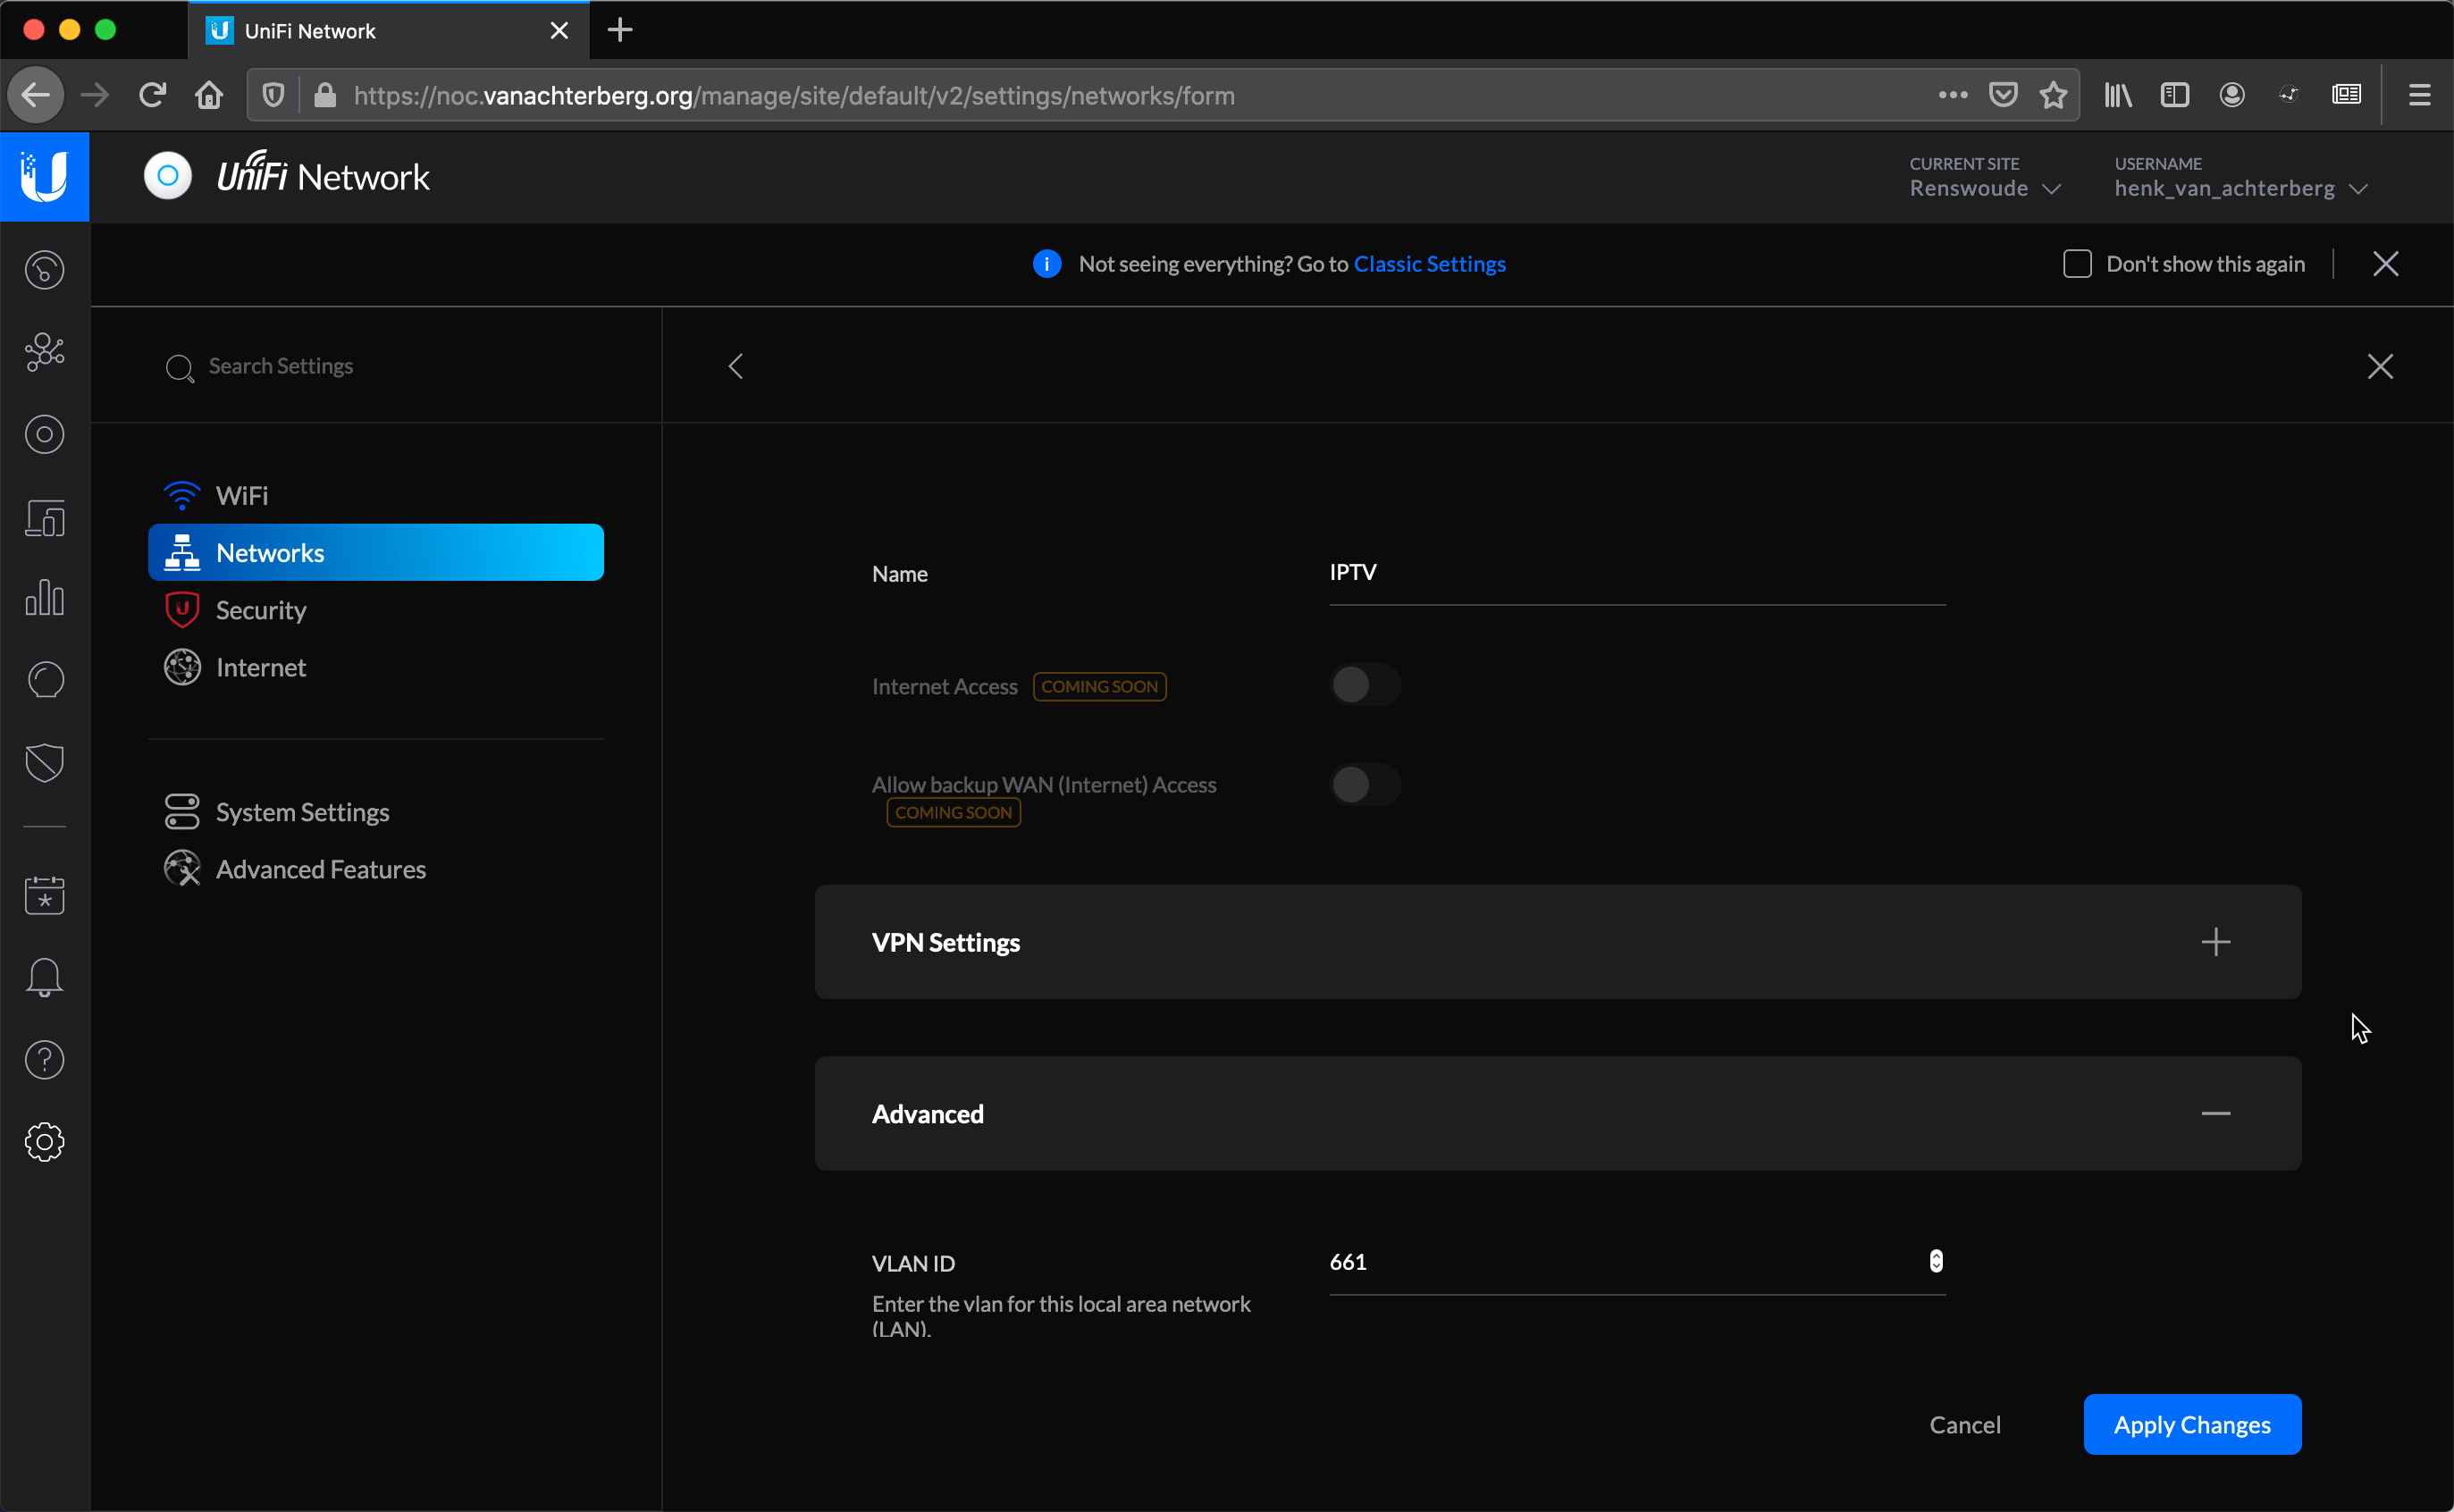 UniFi Network
https://noc.vanachterberg.org/manage/site/default/v2/settings/networks/form
UniFi Network
CURRENT SITE
Renswoude
USERNAME
henk_van_achterberg
Not seeing everything? Go to Classic Settings
Don't show this again
Search Settings
WiFi
Networks
Security
Internet
System Settings
Advanced Features
Name
IPTV
Internet Access COMING SOON
Allow backup WAN (Internet) Access
COMING SOON
VPN Settings
Advanced
VLAN ID
661
Enter the vlan for this local area network
(LAN).
Cancel
Apply Changes